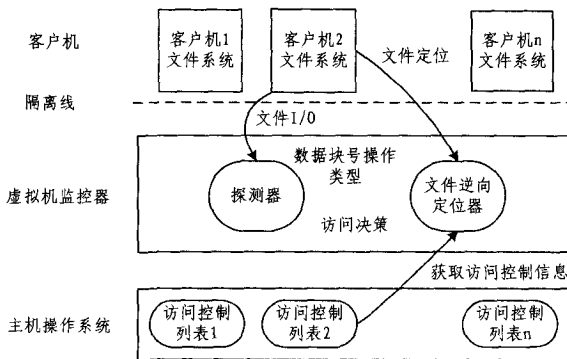 客户机
客户机1
文件系统
客户机2
文件系统
文件定位
客户机n
文件系统
隔离线
文件I/O
虚拟机监控器
探测器
数据块号操作
类型
访问决策
文件逆向
定位器
获取访问控制信息
主机操作系统
访问控制
列表1
访问控制
列表2
访问控制
列表n